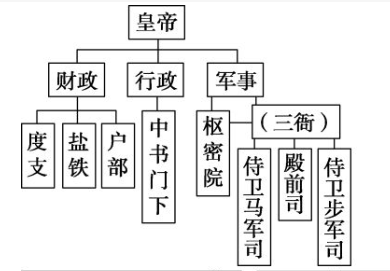 皇帝
财政
行政
军事
度支
盐铁
户部
中书门下
枢密院
（三衙）
侍卫马军司
殿前司
侍卫步军司